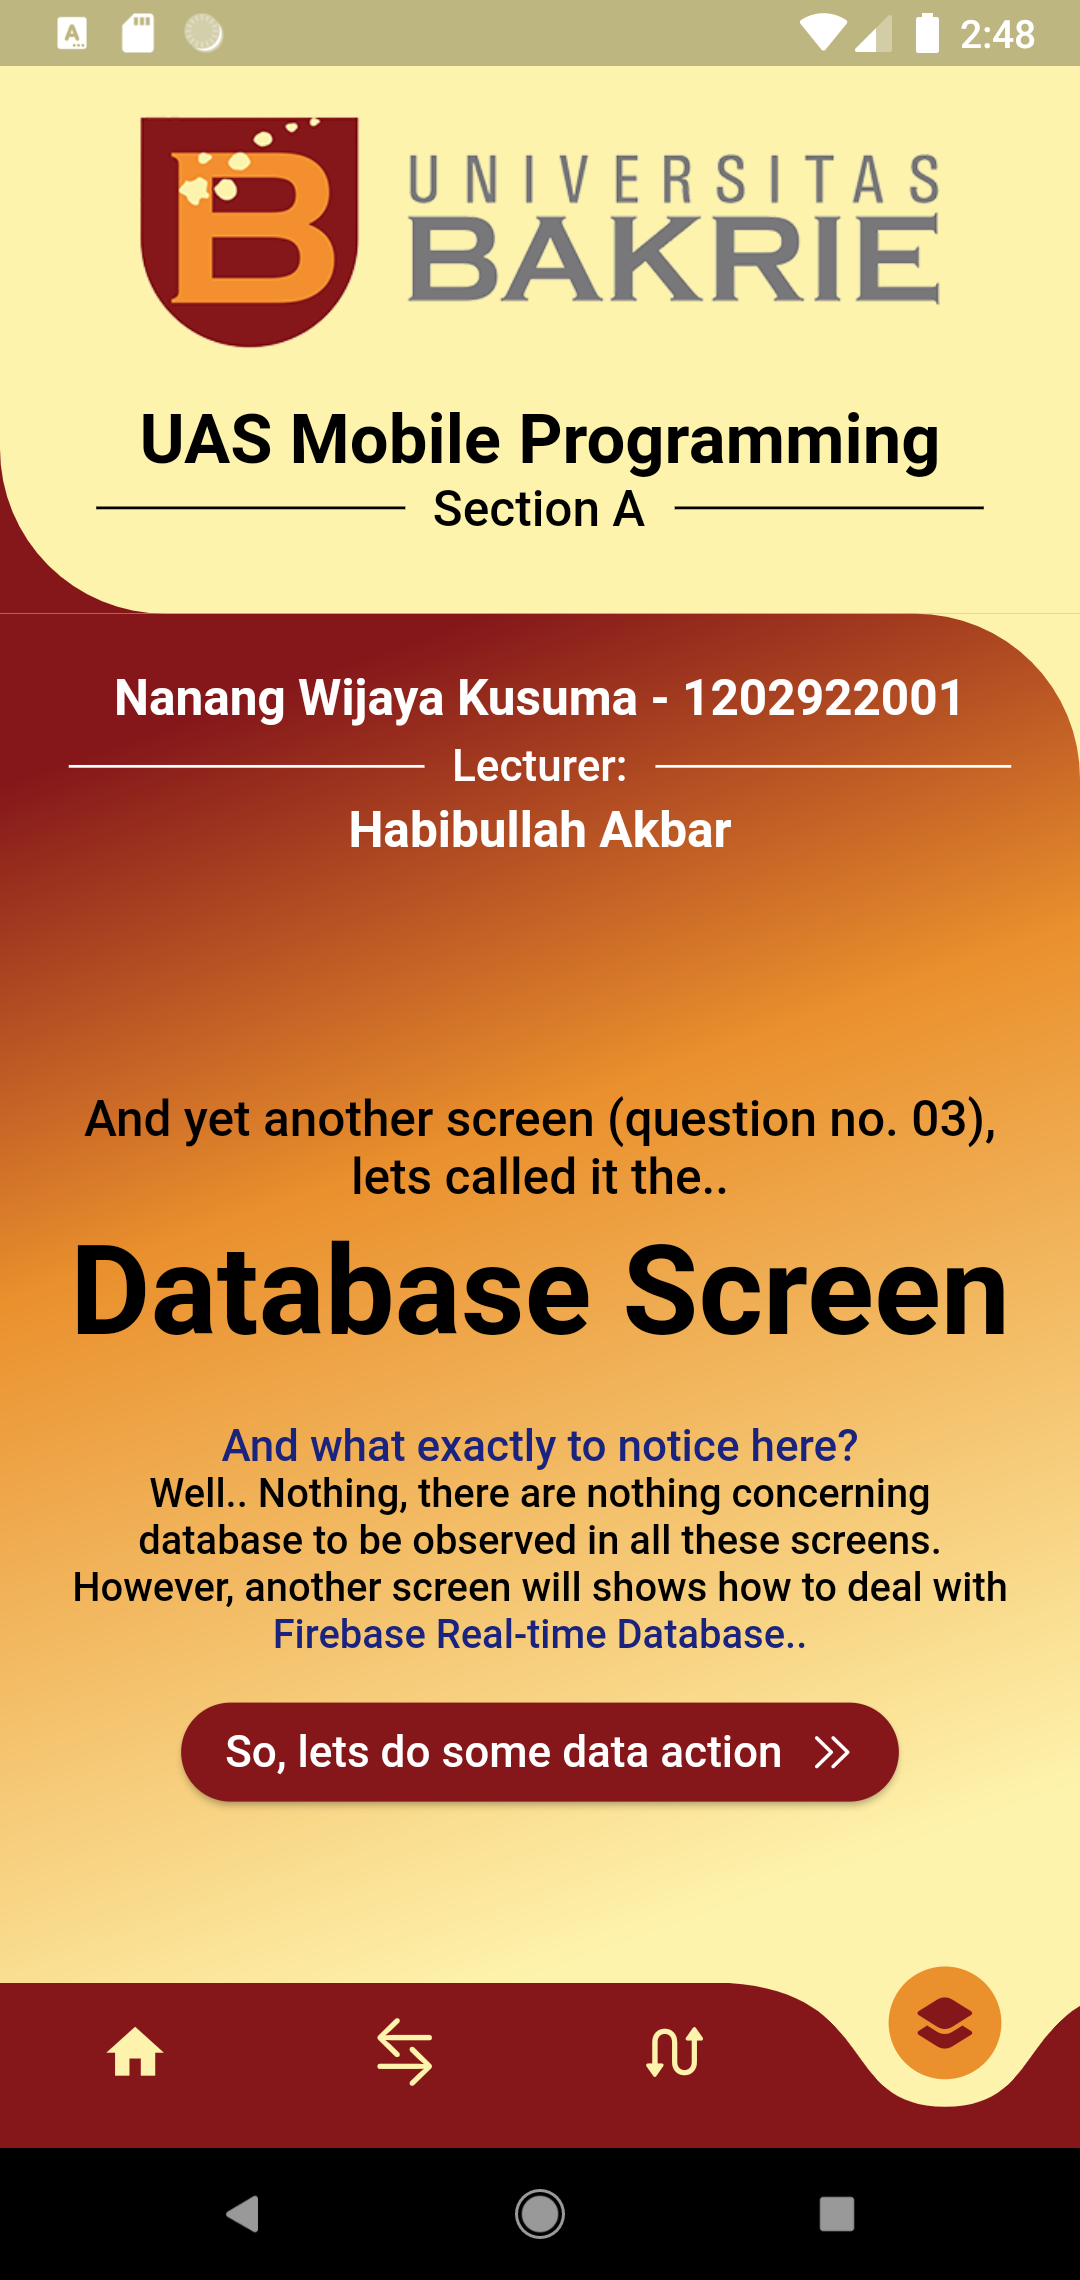 2:48
B
UNIVERSITAS
BAKRIE
UAS Mobile Programming
Section A
Nanang Wijaya Kusuma - 1202922001
Lecturer:
Habibullah Akbar
And yet another screen (question no. 03),
lets called it the..
Database Screen
And what exactly to notice here?
Well.. Nothing, there are nothing concerning
database to be observed in all these screens.
However, another screen will shows how to deal with
Firebase Real-time Database..
So, lets do some data action